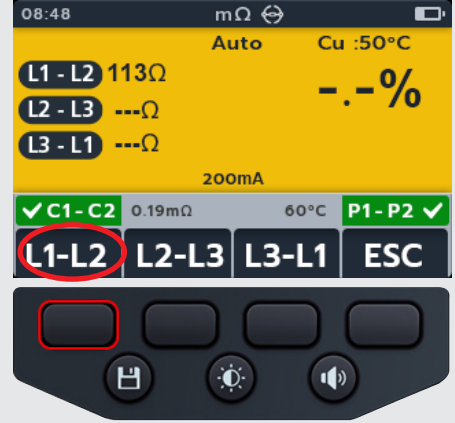 08:48 mΩ
Auto Cu :50°C
L1 - L2 113Ω
-.-%
L2 - L3 ---Ω
L3 - L1 ---Ω
200mA
✓ C1- C2 0.19mΩ 60°C P1- P2 ✓
L1-L2 L2-L3 L3-L1 ESC